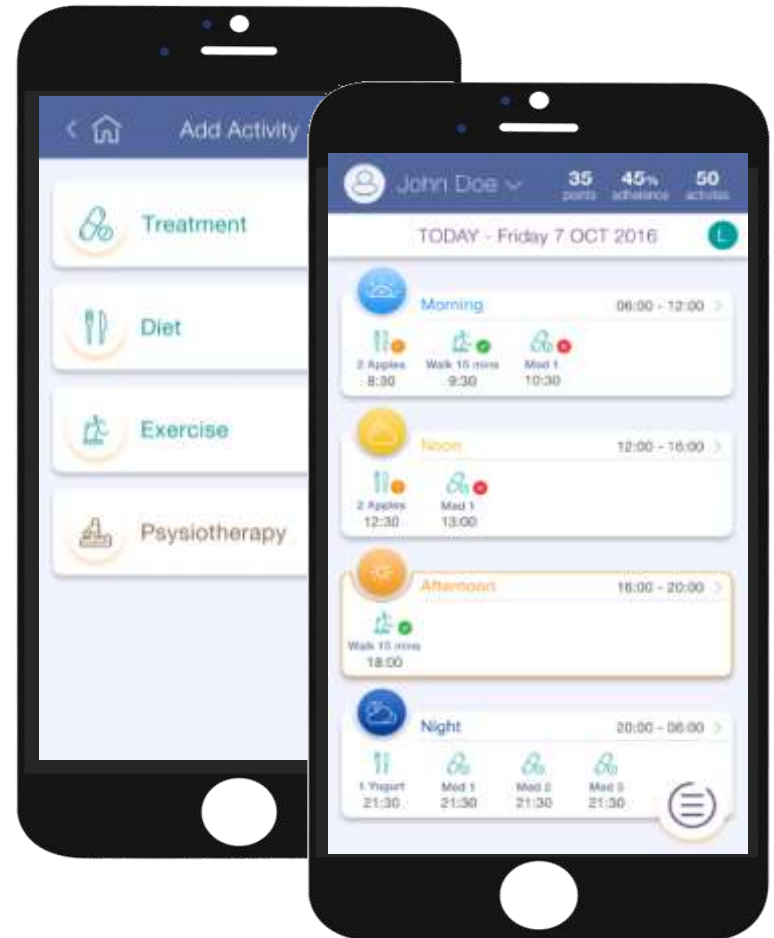 Add Activity
Treatment
Diet
Exercise
Psysiotherapy
John Doe
35 45% 50
points adherence activities
TODAY - Friday 7 OCT 2016 L
Morning 06:00 - 12:00
2 Apples Walk 15 mins Med 1
8:30 9:30 10:30
Noon 12:00 - 16:00
2 Apples Med 1
12:30 13:00
Afternoon 16:00 - 20:00
Walk 15 mins
18:00
Night 20:00 - 06:00
1 Yogurt Med 1 Med 2 Med 3
21:30 21:30 21:30 21:30